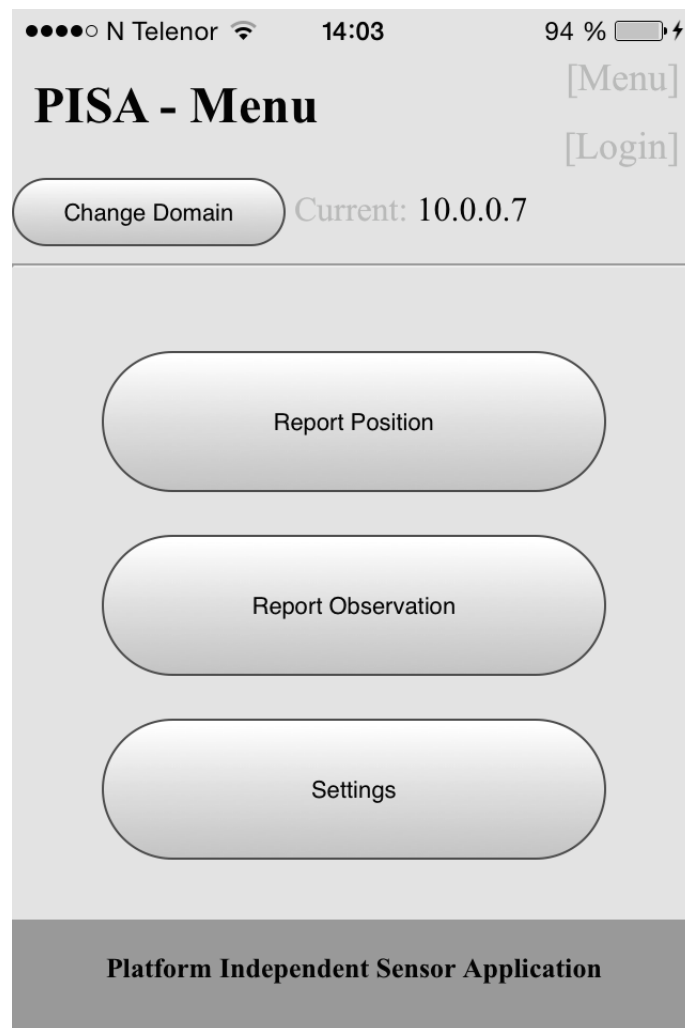 N Telenor 14:03 94 %
[Menu]
PISA - Menu
[Login]
Change Domain Current: 10.0.0.7
Report Position
Report Observation
Settings
Platform Independent Sensor Application